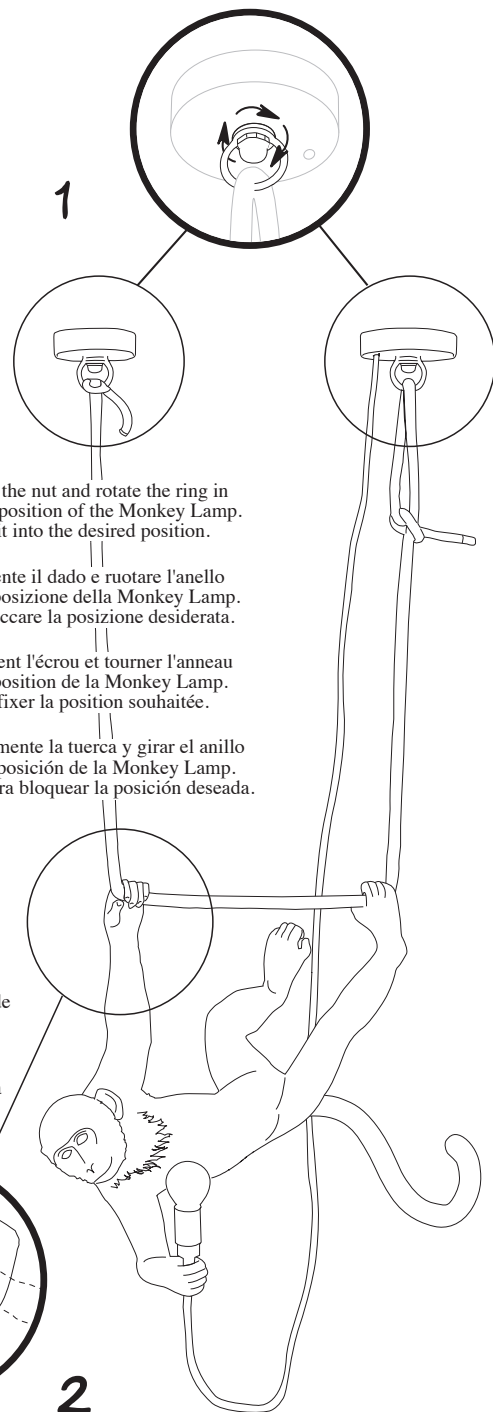 1
the nut and rotate the ring in
position of the Monkey Lamp.
it into the desired position.
ente il dado e ruotare l'anello
posizione della Monkey Lamp.
ccare la posizione desiderata.
ent l'écrou et tourner l'anneau
position de la Monkey Lamp.
fixer la position souhaitée.
mente la tuerca y girar el anillo
posición de la Monkey Lamp.
ra bloquear la posición deseada.
2